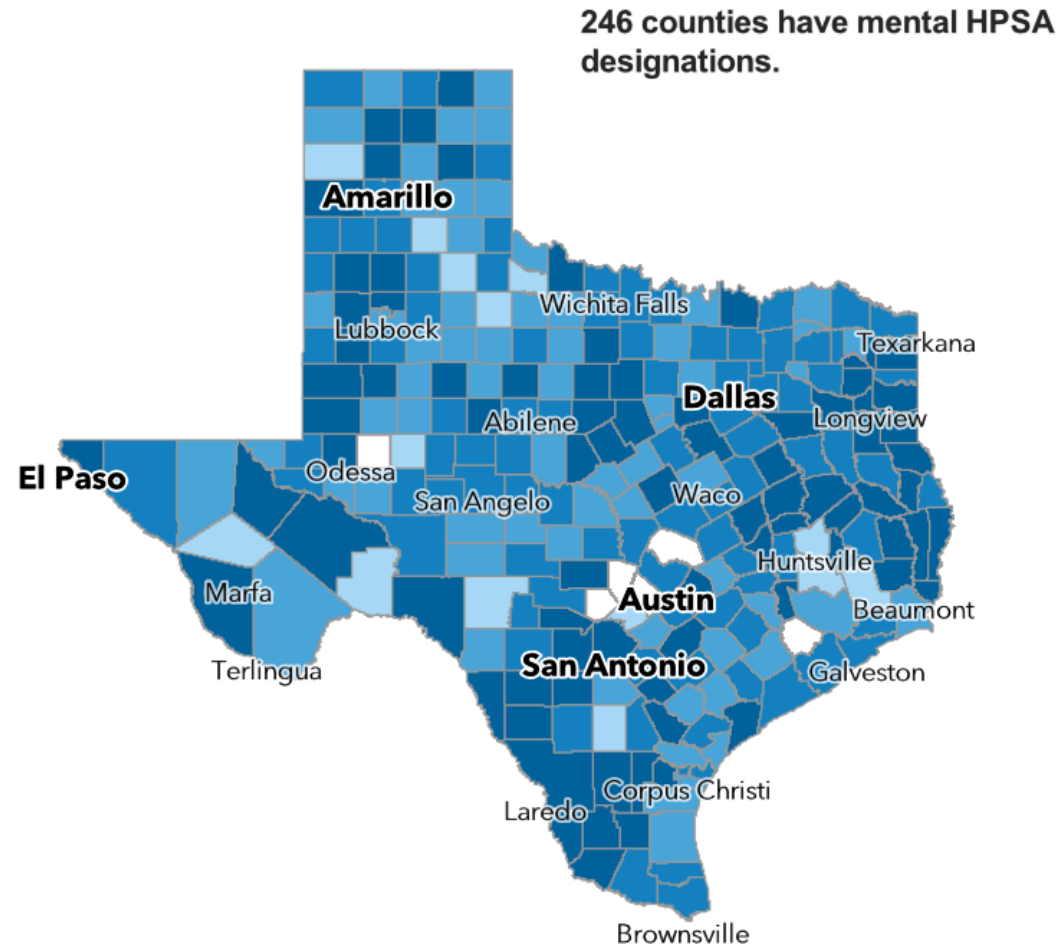 246 counties have mental HPSA
designations.
Amarillo
Wichita Falls
Lubbock
Texarkana
Dallas
Abilene
Longview
Odessa
El Paso
San Angelo
Waco
Huntsville
Marfa
Austin
Beaumont
San Antonio
Terlingua
Galveston
Corpus Christi
Laredo
Brownsville